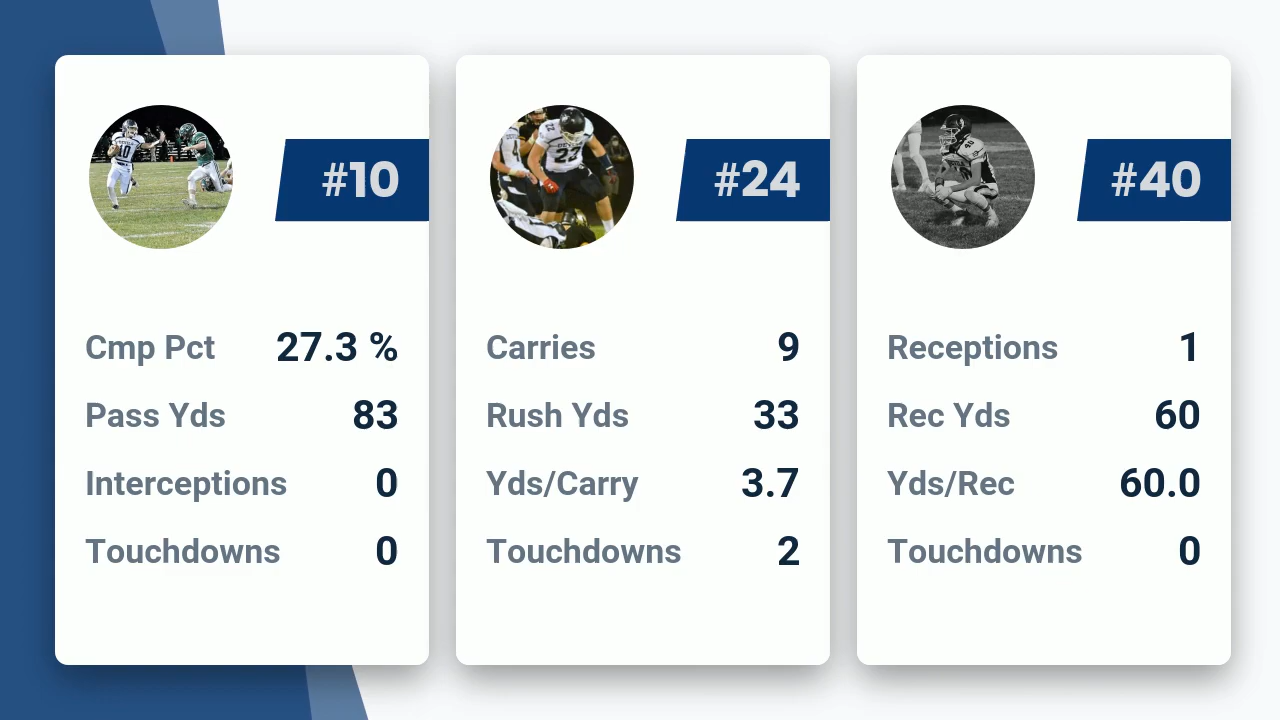 #10
Cmp Pct 27.3 %
Pass Yds 83
Interceptions 0
Touchdowns 0
#24
Carries 9
Rush Yds 33
Yds/Carry 3.7
Touchdowns 2
#40
Receptions 1
Rec Yds 60
Yds/Rec 60.0
Touchdowns 0